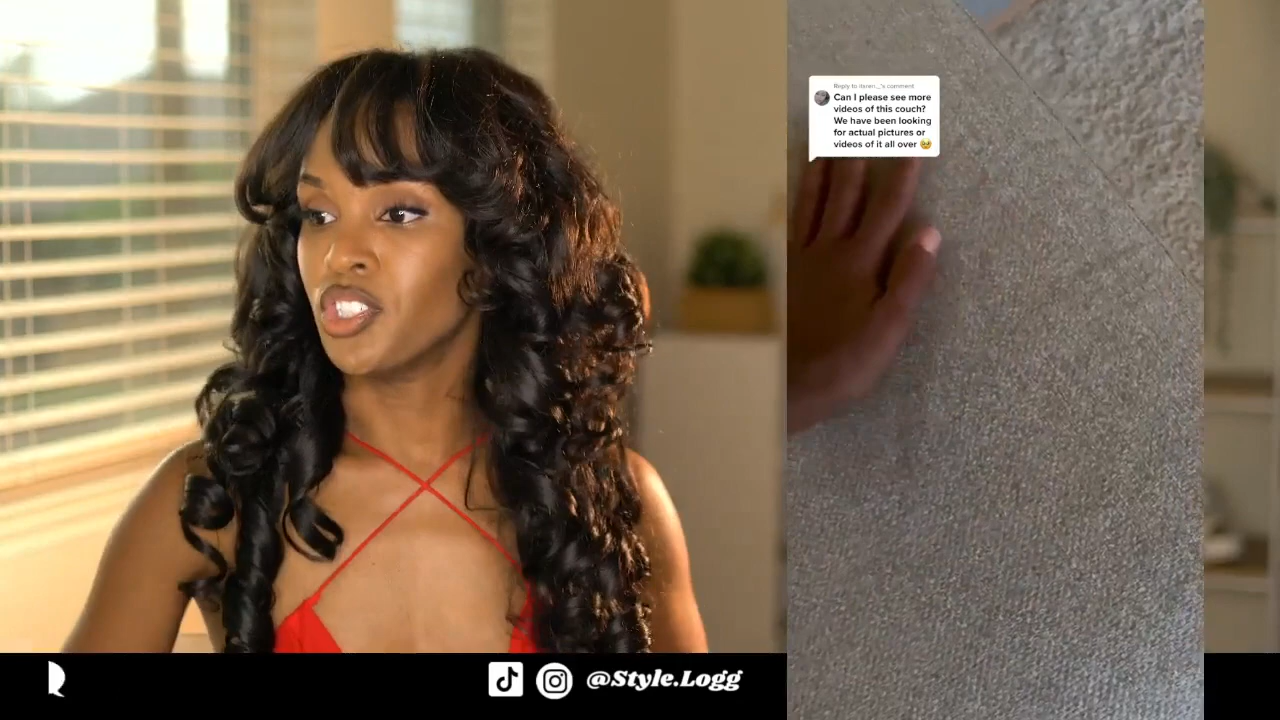 Can I please see more
videos of this couch?
We have been looking
for actual pictures or
videos of it all over 🥹
@Style.Logg